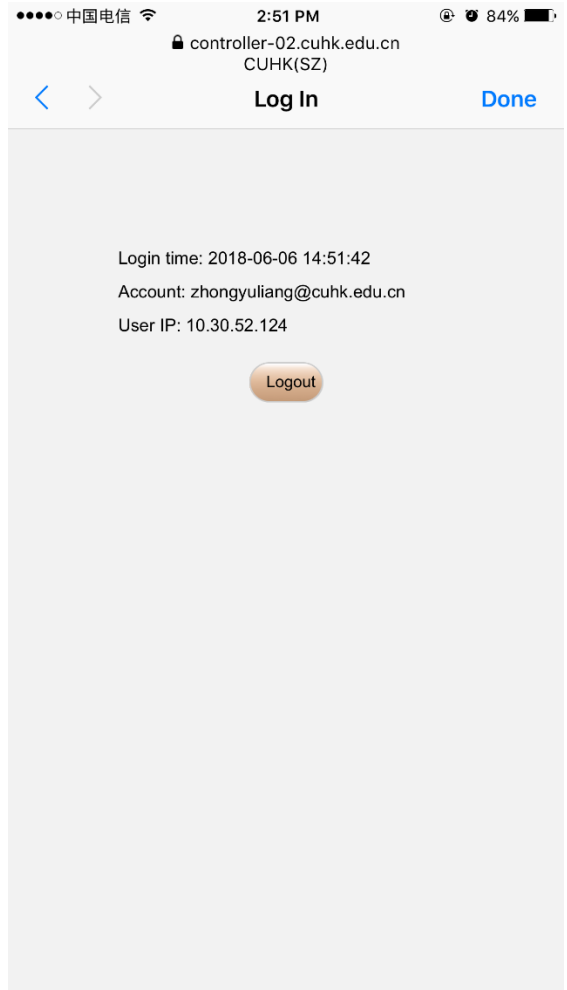 中国电信 2:51 PM 84%
controller-02.cuhk.edu.cn
CUHK(SZ)
Log In Done
Login time: 2018-06-06 14:51:42
Account: zhongyuliang@cuhk.edu.cn
User IP: 10.30.52.124
Logout